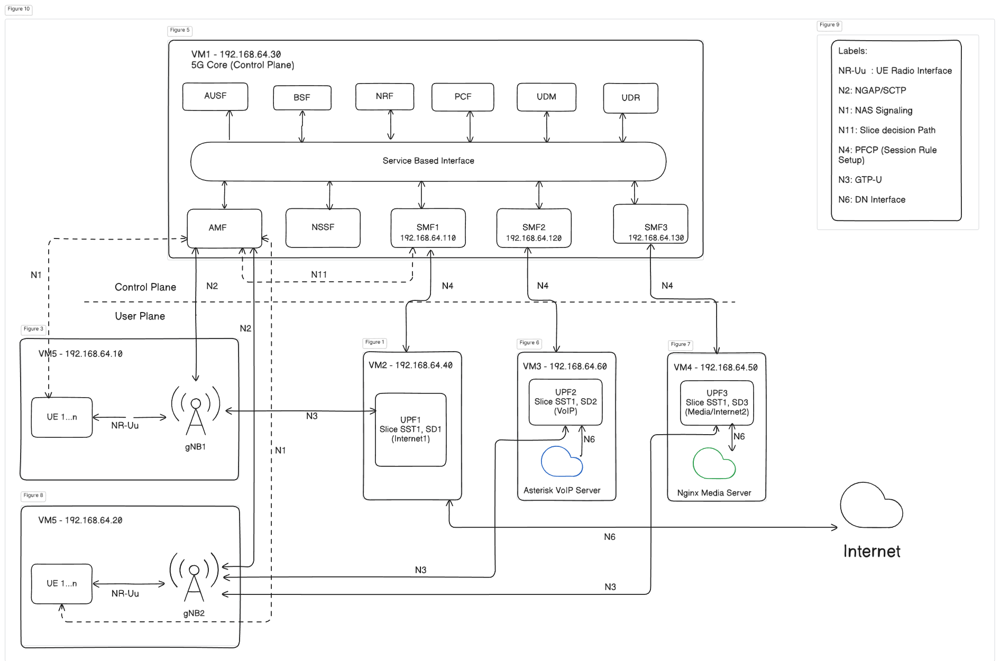 Figure 10
Figure 5
VM1 - 192.168.64.30
5G Core (Control Plane)
AUSF
BSF
NRF
PCF
UDM
UDR
Service Based Interface
AMF
NSSF
SMF1
192.168.64.110
SMF2
192.168.64.120
SMF3
192.168.64.130
Figure 9
Labels:
NR-Uu : UE Radio Interface
N2: NGAP/SCTP
N1: NAS Signaling
N11: Slice decision Path
N4: PFCP (Session Rule
Setup)
N3: GTP-U
N6: DN Interface
N1
N2
N11
N4
N4
N4
Control Plane
User Plane
N2
Figure 3
VM5 - 192.168.64.10
UE 1...n
NR-Uu
gNB1
N3
N1
Figure 1
VM2 - 192.168.64.40
UPF1
Slice SST1, SD1
(Internet1)
Figure 6
VM3 - 192.168.64.60
UPF2
Slice SST1, SD2
(VoIP)
N6
Asterisk VoIP Server
Figure 7
VM4 - 192.168.64.50
UPF3
Slice SST1, SD3
(Media/Internet2)
N6
Nginx Media Server
Figure 8
VM5 - 192.168.64.20
UE 1...n
NR-Uu
gNB2
N6
N3
N3
Internet